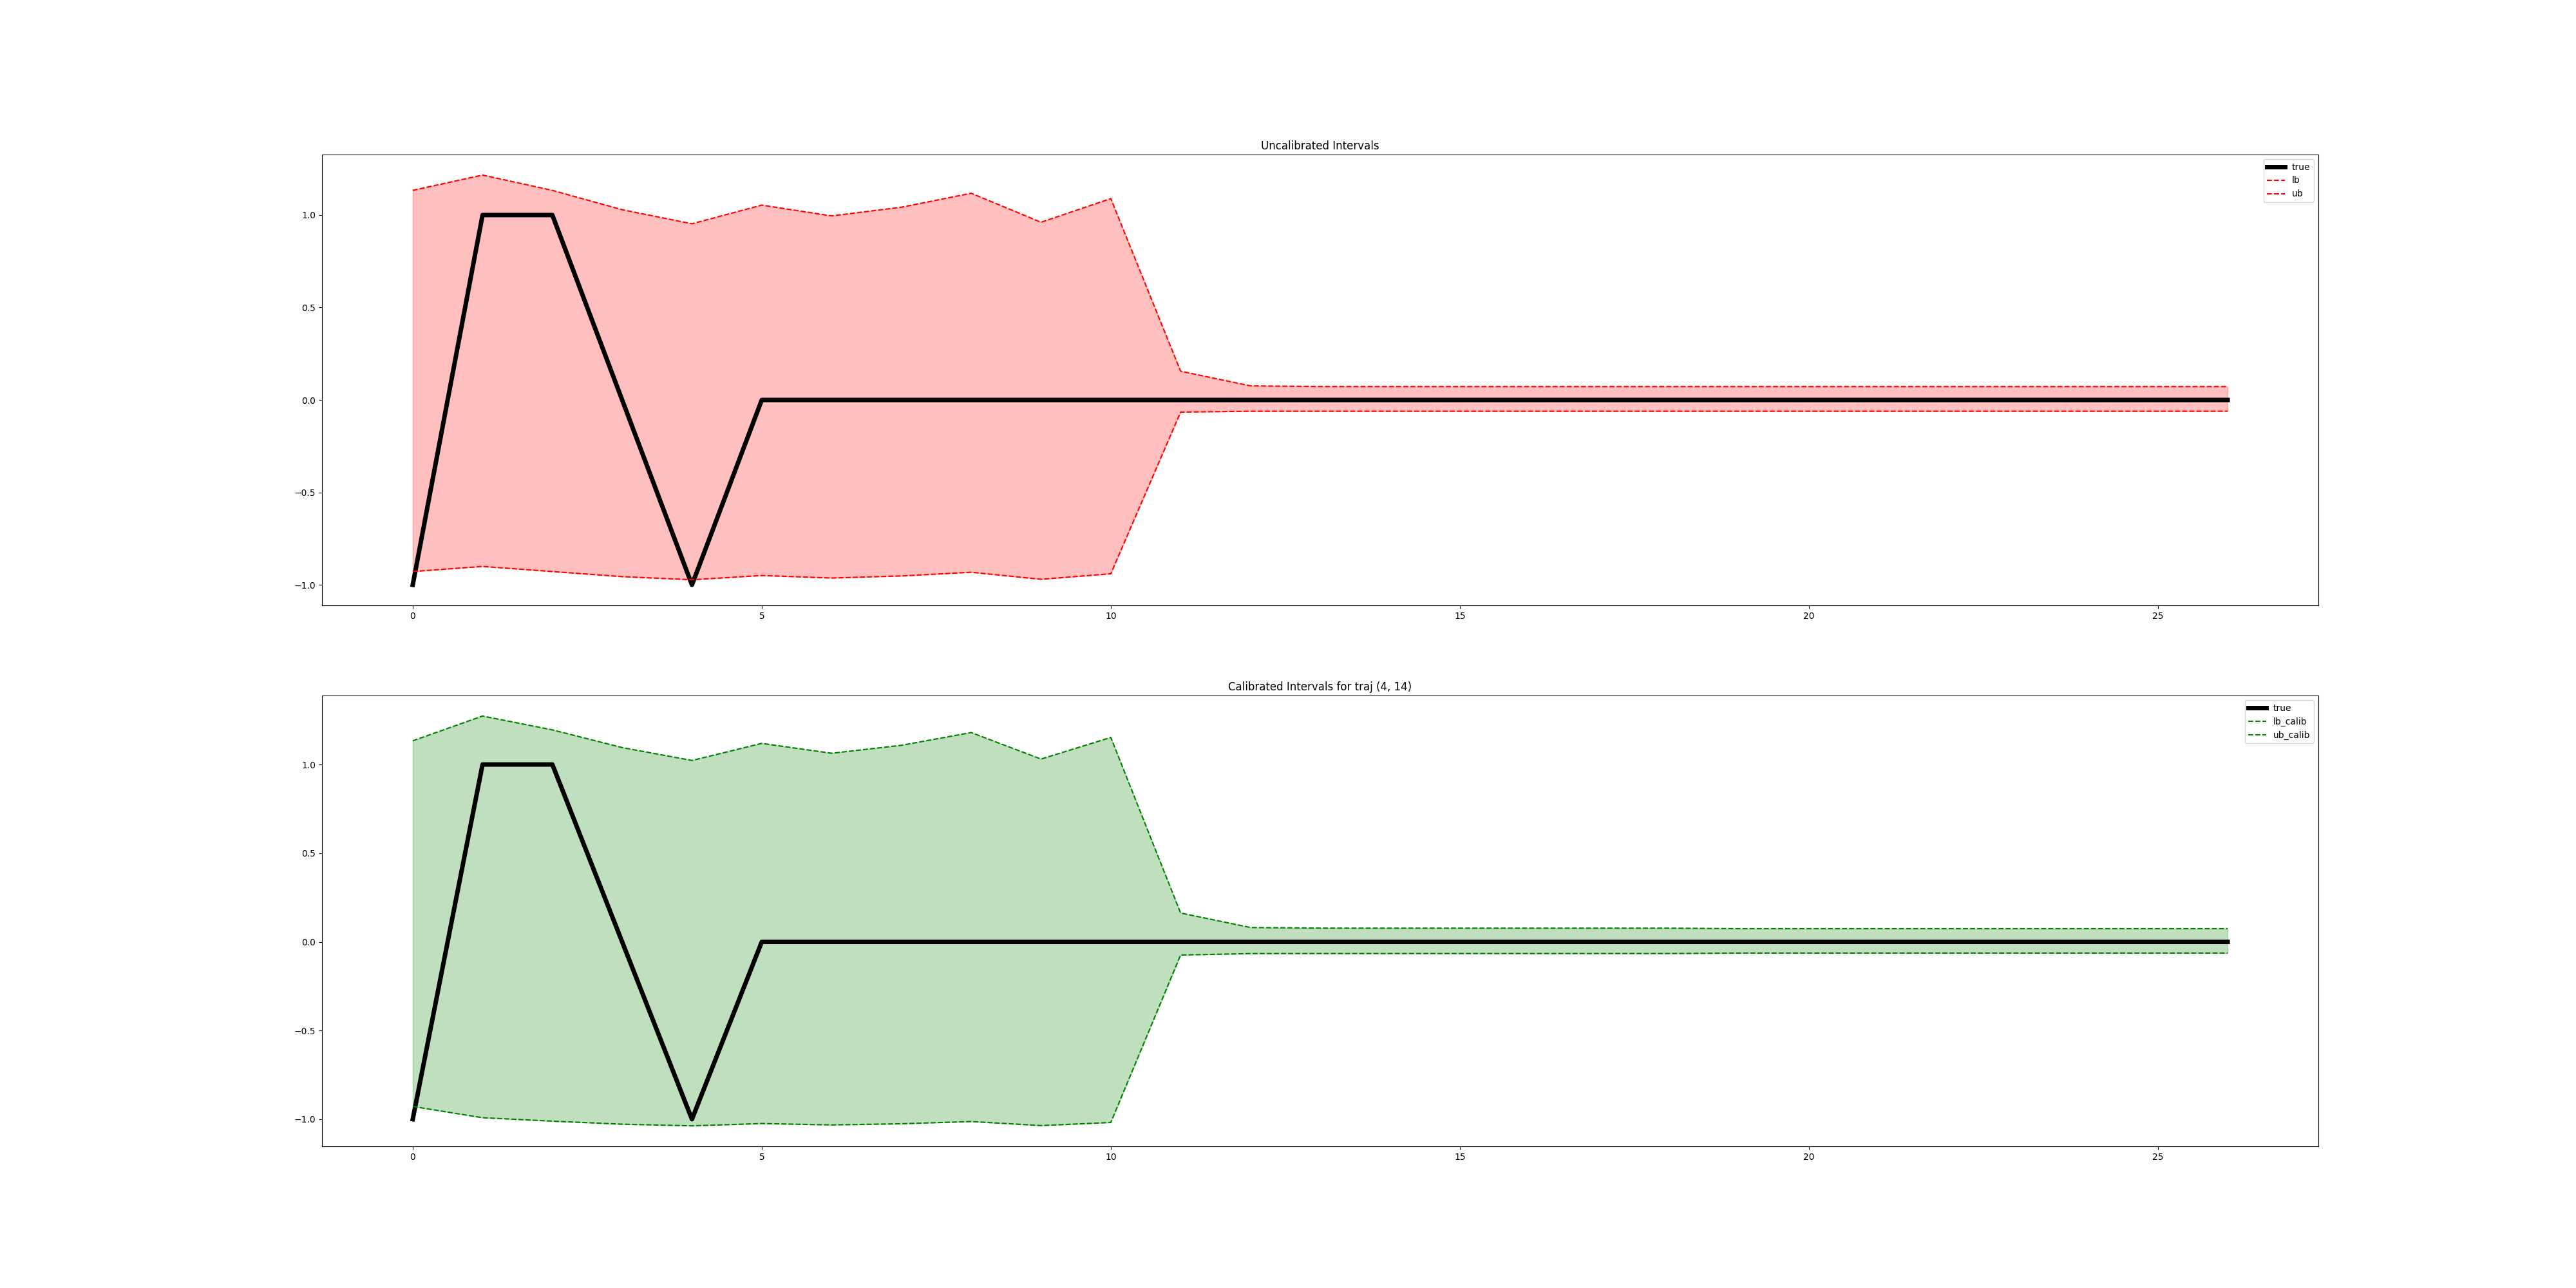 Uncalibrated Intervals
true
lb
ub
1.0
0.5
0.0
−0.5
−1.0
0 5 10 15 20 25
Calibrated Intervals for traj (4, 14)
true
lb_calib
ub_calib
1.0
0.5
0.0
−0.5
−1.0
0 5 10 15 20 25